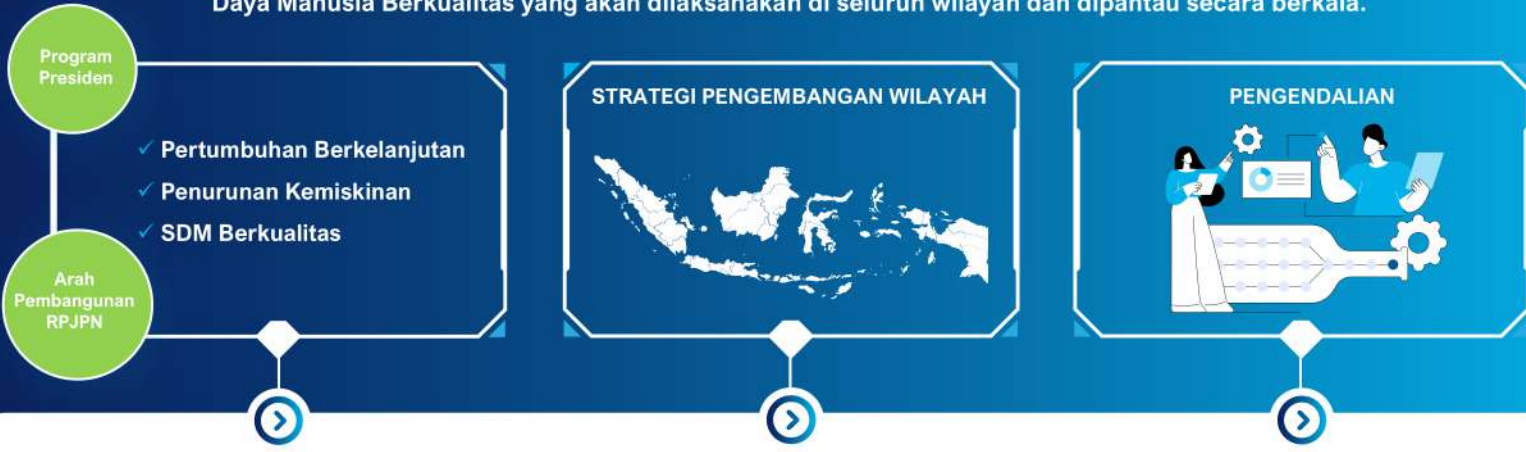 Daya Manusia Berkualitas yang akan dilaksanakan di seluruh wilayah dan dipantau secara berkala.
Program
Presiden
Pertumbuhan Berkelanjutan
Penurunan Kemiskinan
SDM Berkualitas
Arah
Pembangunan
RPJPN
STRATEGI PENGEMBANGAN WILAYAH
PENGENDALIAN